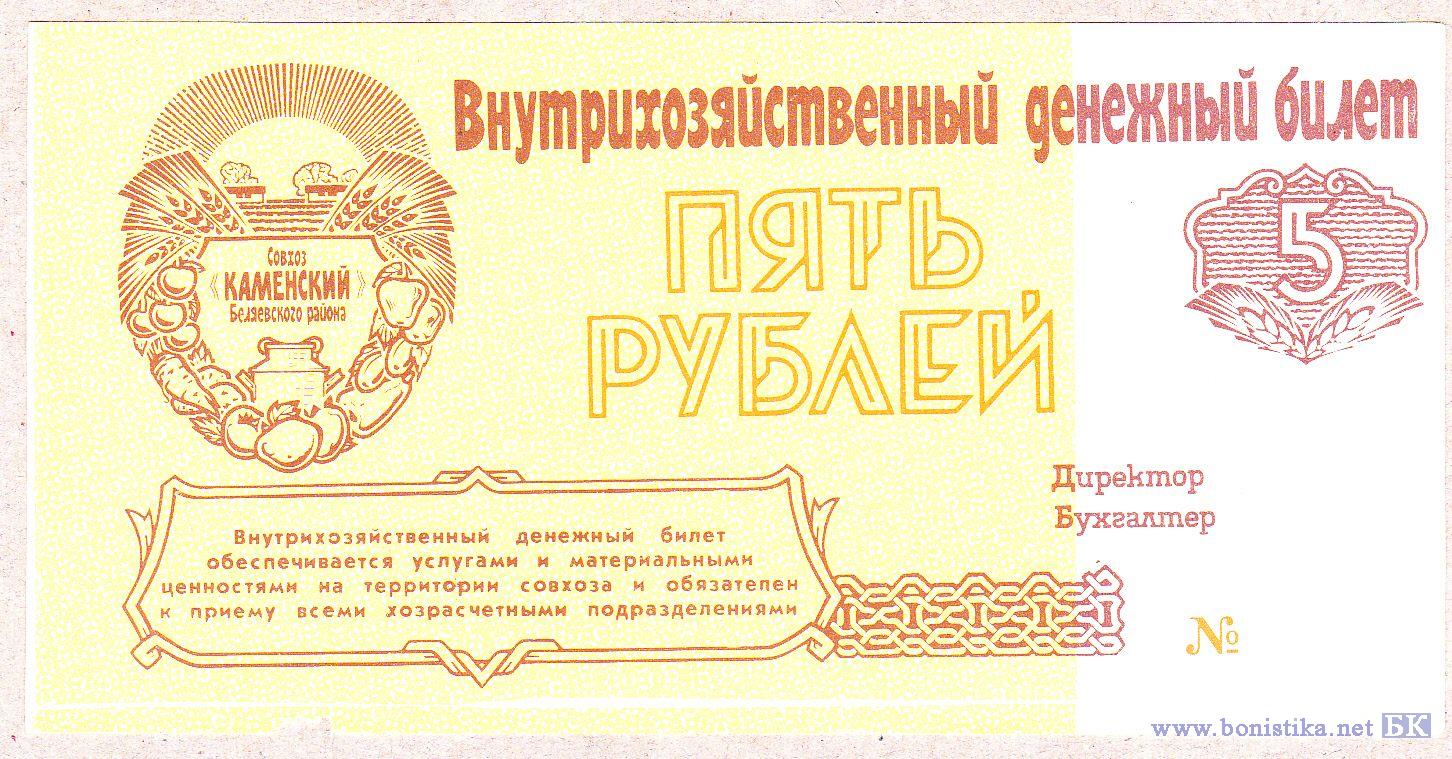 Внутрихозяйственный денежный билет
ПЯТЬ
РУБЛЕЙ
5
Совхоз
«КАМЕНСКИЙ»
Беляевского района
Директор
Бухгалтер
Внутрихозяйственный денежный билет
обеспечивается услугами и материальными
ценностями на территории совхоза и обязателен
к приему всеми хозрасчетными подразделениями
№
www.bonistika.net БК